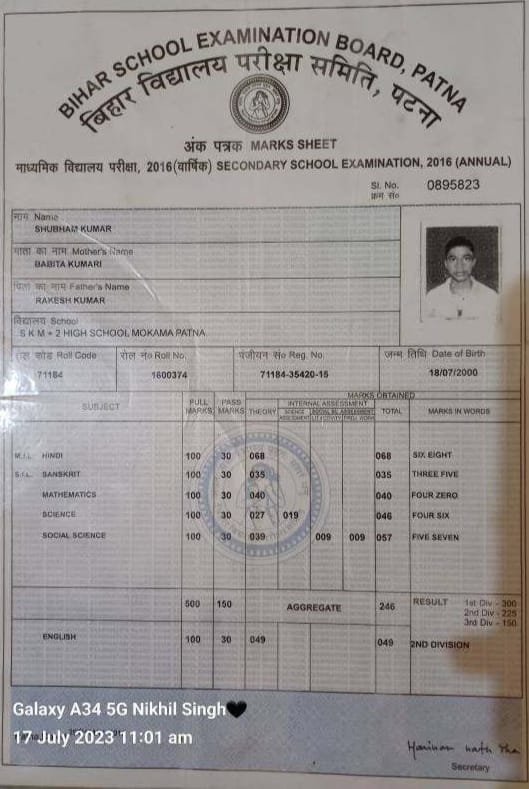 BIHAR SCHOOL EXAMINATION BOARD, PATNA
बिहार विद्यालय परीक्षा समिति, पटना
अंक पत्रक MARKS SHEET
माध्यमिक विद्यालय परीक्षा, 2016(वार्षिक) SECONDARY SCHOOL EXAMINATION, 2016 (ANNUAL)
Sl. No. 0895823
क्रम सं०
नाम Name
SHUBHAM KUMAR
माता का नाम Mother's Name
BABITA KUMARI
पिता का नाम Father's Name
RAKESH KUMAR
विद्यालय School
S K M + 2 HIGH SCHOOL MOKAMA PATNA
रौल कोड Roll Code रोल नं० Roll No. पंजीयन सं० Reg. No. जन्म तिथि Date of Birth
71184 1600374 71184-35420-15 18/07/2000
SUBJECT FULL MARKS PASS MARKS THEORY INTERNAL ASSESSMENT TOTAL MARKS IN WORDS
MARKS OBTAINED
M.I.L. HINDI 100 30 068 068 SIX EIGHT
S.I.L. SANSKRIT 100 30 035 035 THREE FIVE
MATHEMATICS 100 30 040 040 FOUR ZERO
SCIENCE 100 30 027 019 046 FOUR SIX
SOCIAL SCIENCE 100 30 039 009 009 057 FIVE SEVEN
500 150 AGGREGATE 246 RESULT 1st Div - 300
2nd Div - 225
3rd Div - 150
ENGLISH 100 30 049 049 2ND DIVISION
Galaxy A34 5G Nikhil Singh🖤
17 July 2023 11:01 am
Secretary